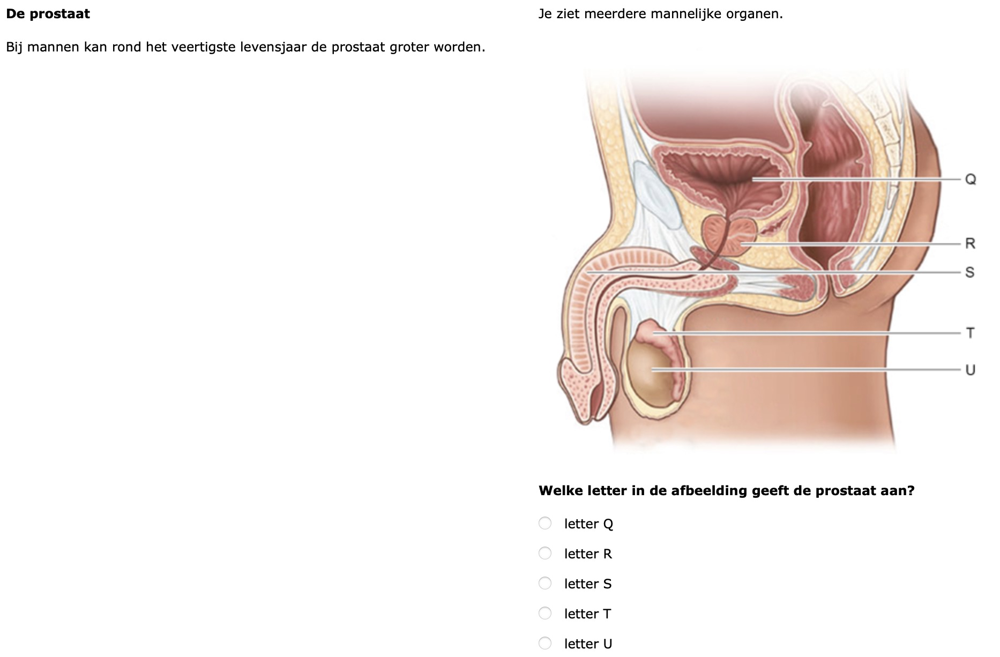 De prostaat
Bij mannen kan rond het veertigste levensjaar de prostaat groter worden.
Je ziet meerdere mannelijke organen.
Q
R
S
T
U
Welke letter in de afbeelding geeft de prostaat aan?
letter Q
letter R
letter S
letter T
letter U